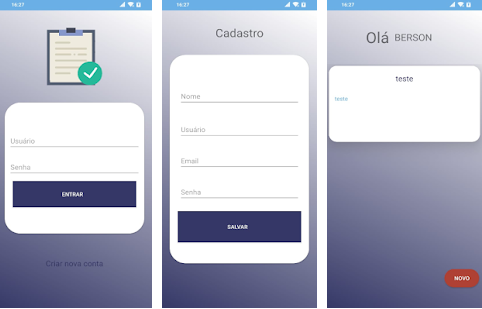 16:27
Usuário
Senha
ENTRAR
Criar nova conta
16:27
Cadastro
Nome
Usuário
Email
Senha
SALVAR
16:27
Olá BERSON
teste
teste
NOVO